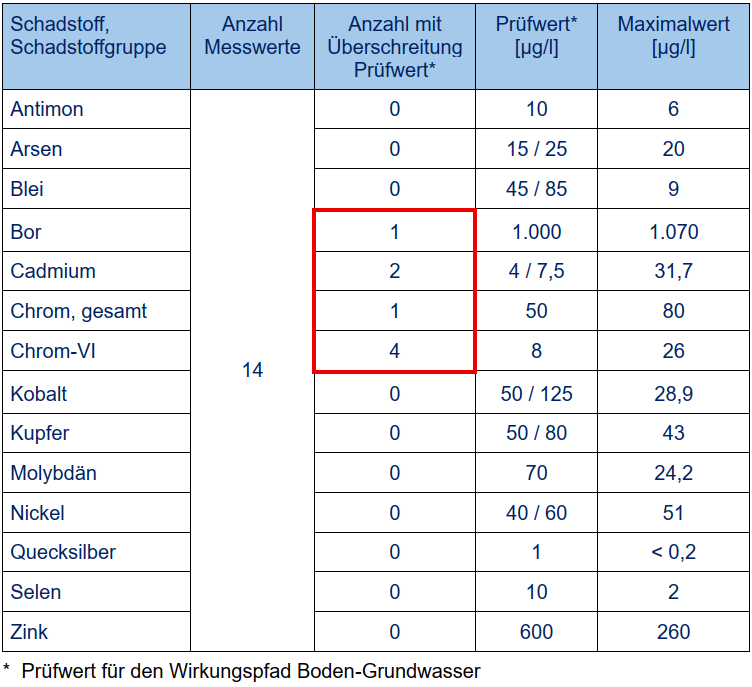 Schadstoff, Schadstoffgruppe | Anzahl Messwerte | Anzahl mit Überschreitung Prüfwert* | Prüfwert* [µg/l] | Maximalwert [µg/l]
Antimon | 14 | 0 | 10 | 6
Arsen | 0 | 15 / 25 | 20
Blei | 0 | 45 / 85 | 9
Bor | 1 | 1.000 | 1.070
Cadmium | 2 | 4 / 7,5 | 31,7
Chrom, gesamt | 1 | 50 | 80
Chrom-VI | 4 | 8 | 26
Kobalt | 0 | 50 / 125 | 28,9
Kupfer | 0 | 50 / 80 | 43
Molybdän | 0 | 70 | 24,2
Nickel | 0 | 40 / 60 | 51
Quecksilber | 0 | 1 | < 0,2
Selen | 0 | 10 | 2
Zink | 0 | 600 | 260
* Prüfwert für den Wirkungspfad Boden-Grundwasser